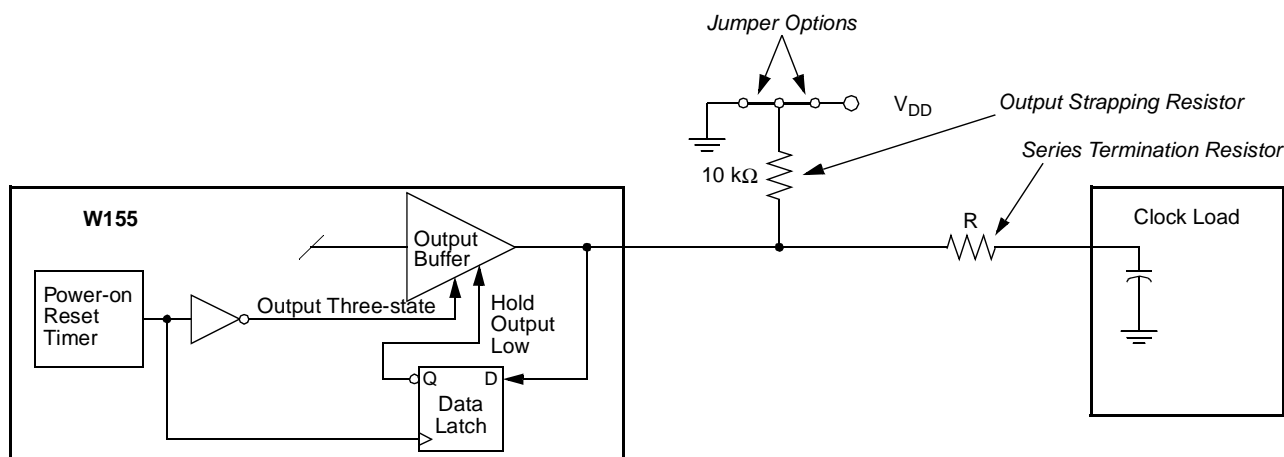 Jumper Options
VDD
Output Strapping Resistor
10 kΩ
Series Termination Resistor
W155
R
Clock Load
Output
Buffer
Power-on
Reset
Timer
Output Three-state
Hold
Output
Low
Q
D
Data
Latch